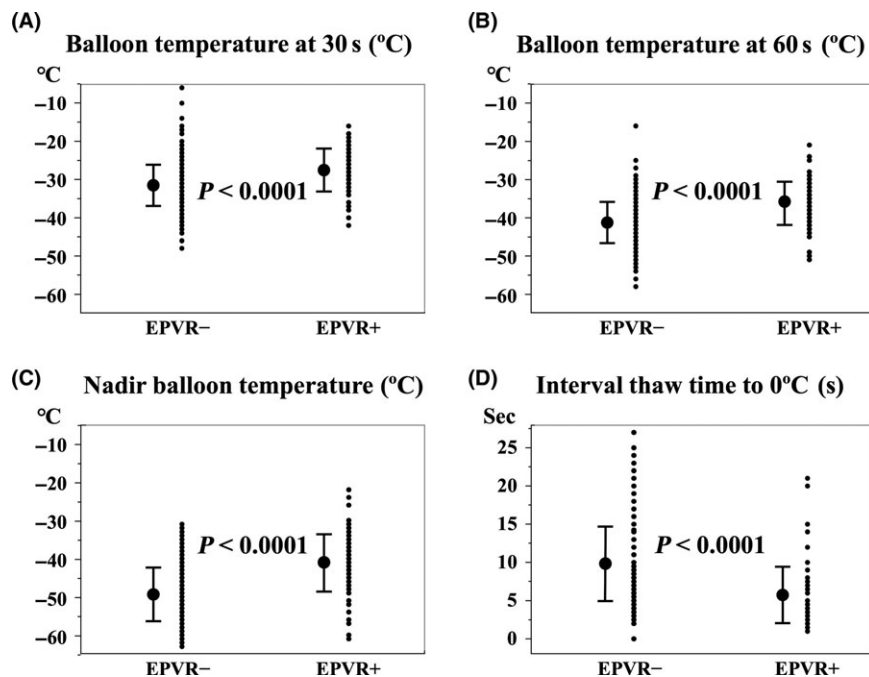 (A)
Balloon temperature at 30 s (ºC)
°C
–10
–20
–30
–40
–50
–60
P < 0.0001
EPVR–
EPVR+
(B)
Balloon temperature at 60 s (ºC)
°C
–10
–20
–30
–40
–50
–60
P < 0.0001
EPVR–
EPVR+
(C)
Nadir balloon temperature (ºC)
°C
–10
–20
–30
–40
–50
–60
P < 0.0001
EPVR–
EPVR+
(D)
Interval thaw time to 0ºC (s)
Sec
25
20
15
10
5
0
P < 0.0001
EPVR–
EPVR+